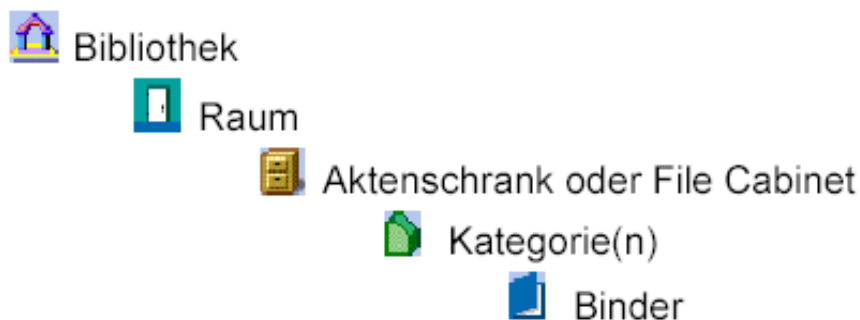 Bibliothek
Raum
Aktenschrank oder File Cabinet
Kategorie(n)
Binder